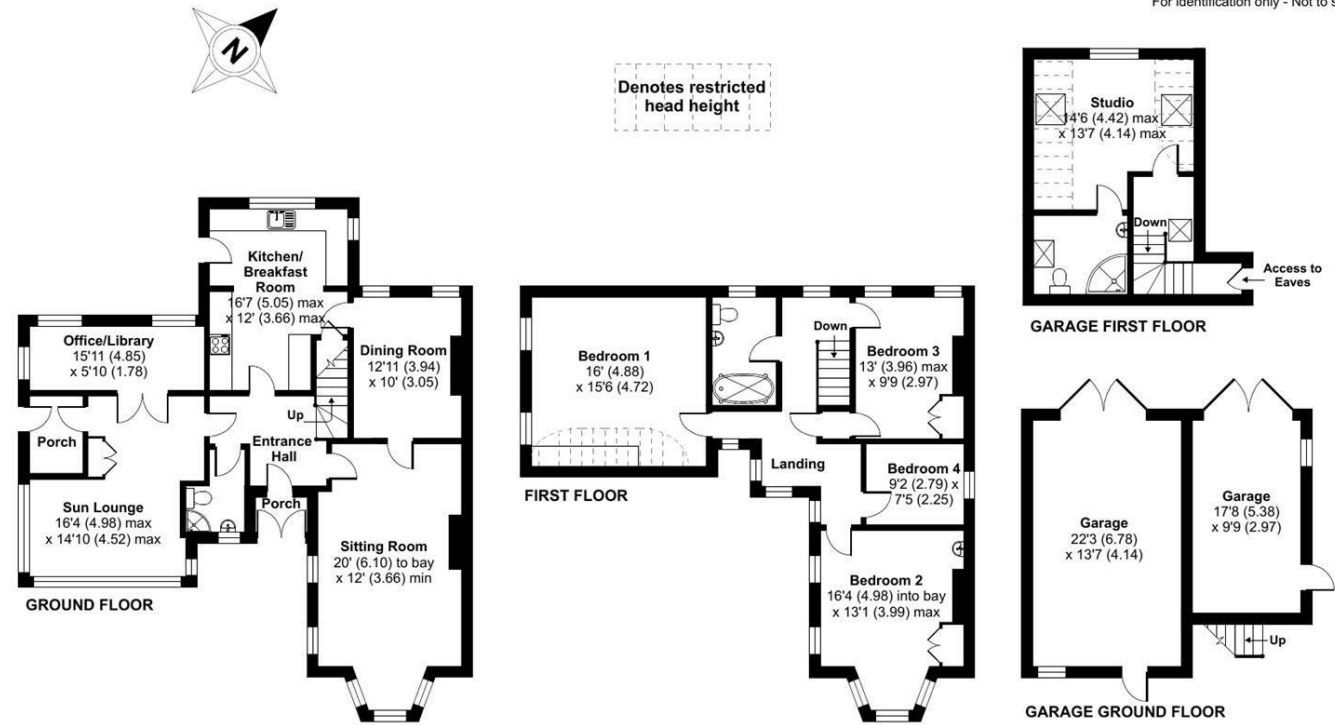 For identification only - Not to s
N
Denotes restricted
head height
Studio
14'6 (4.42) max
x 13'7 (4.14) max
Down
Access to
Eaves
GARAGE FIRST FLOOR
Kitchen/
Breakfast
Room
16'7 (5.05) max
x 12' (3.66) max
Office/Library
15'11 (4.85)
x 5'10 (1.78)
Dining Room
12'11 (3.94)
x 10' (3.05)
Up
Porch
Entrance
Hall
Porch
Sun Lounge
16'4 (4.98) max
x 14'10 (4.52) max
Sitting Room
20' (6.10) to bay
x 12' (3.66) min
GROUND FLOOR
Bedroom 1
16' (4.88)
x 15'6 (4.72)
Down
Bedroom 3
13' (3.96) max
x 9'9 (2.97)
Landing
Bedroom 4
9'2 (2.79) x
7'5 (2.25)
Bedroom 2
16'4 (4.98) into bay
x 13'1 (3.99) max
FIRST FLOOR
Garage
22'3 (6.78)
x 13'7 (4.14)
Garage
17'8 (5.38)
x 9'9 (2.97)
Up
GARAGE GROUND FLOOR